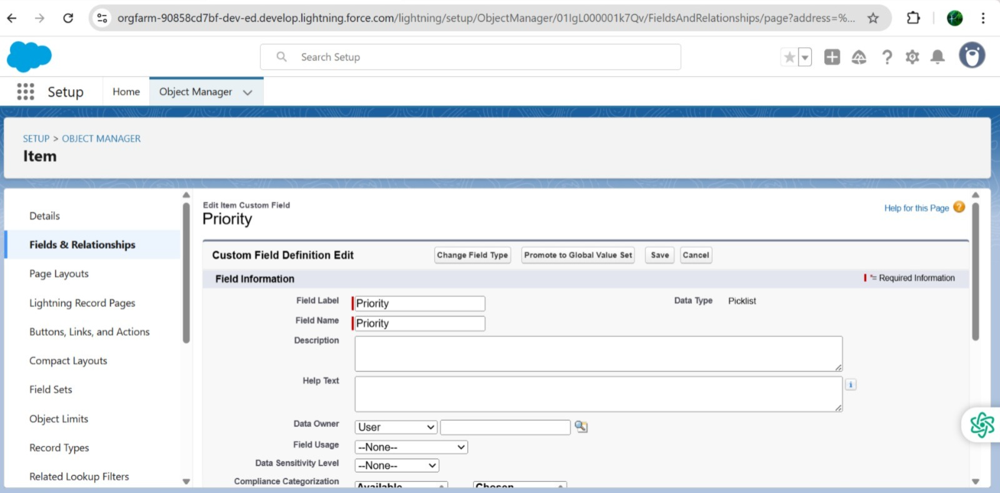 orgfarm-90858cd7bf-dev-ed.develop.lightning.force.com/lightning/setup/ObjectManager/01IgL000001k7Qv/FieldsAndRelationships/page?address=%...
Search Setup
Setup
Home
Object Manager
SETUP > OBJECT MANAGER
Item
Details
Fields & Relationships
Page Layouts
Lightning Record Pages
Buttons, Links, and Actions
Compact Layouts
Field Sets
Object Limits
Record Types
Related Lookup Filters
Edit Item Custom Field
Priority
Help for this Page
Custom Field Definition Edit
Change Field Type
Promote to Global Value Set
Save
Cancel
Field Information
*= Required Information
Field Label Priority
Data Type Picklist
Field Name Priority
Description
Help Text
Data Owner User
Field Usage --None--
Data Sensitivity Level --None--
Compliance Categorization
Available Chosen